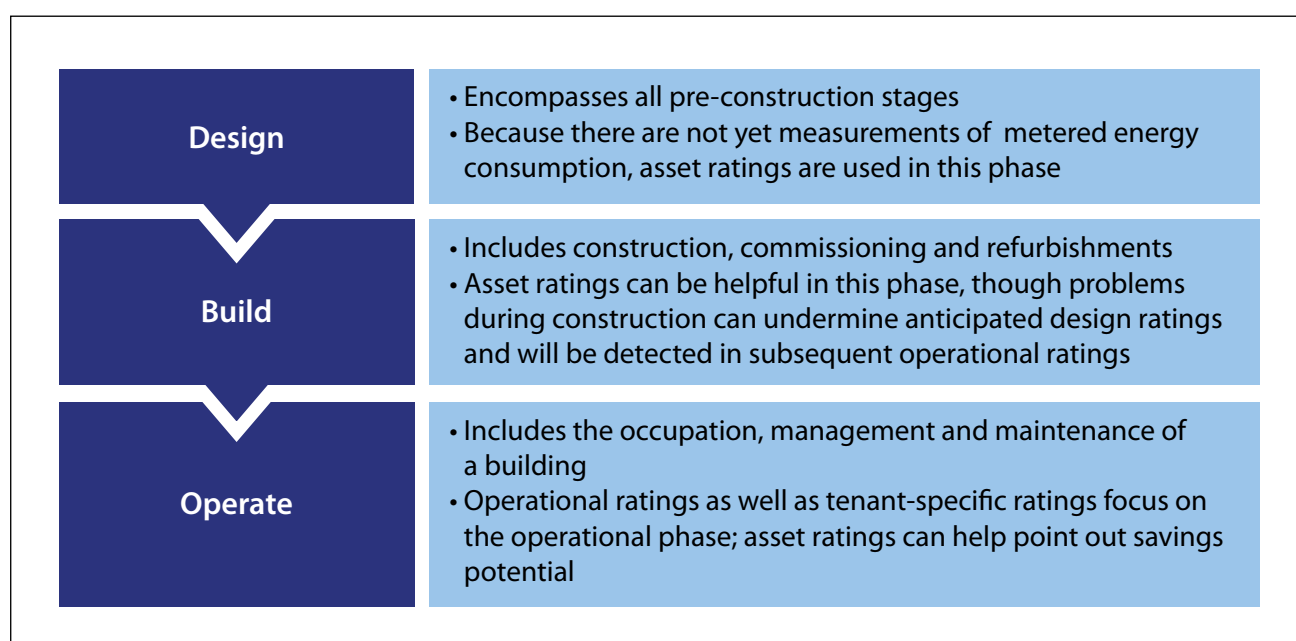 Design
• Encompasses all pre-construction stages
• Because there are not yet measurements of metered energy
consumption, asset ratings are used in this phase
Build
• Includes construction, commissioning and refurbishments
• Asset ratings can be helpful in this phase, though problems
during construction can undermine anticipated design ratings
and will be detected in subsequent operational ratings
Operate
• Includes the occupation, management and maintenance of
a building
• Operational ratings as well as tenant-specific ratings focus on
the operational phase; asset ratings can help point out savings
potential